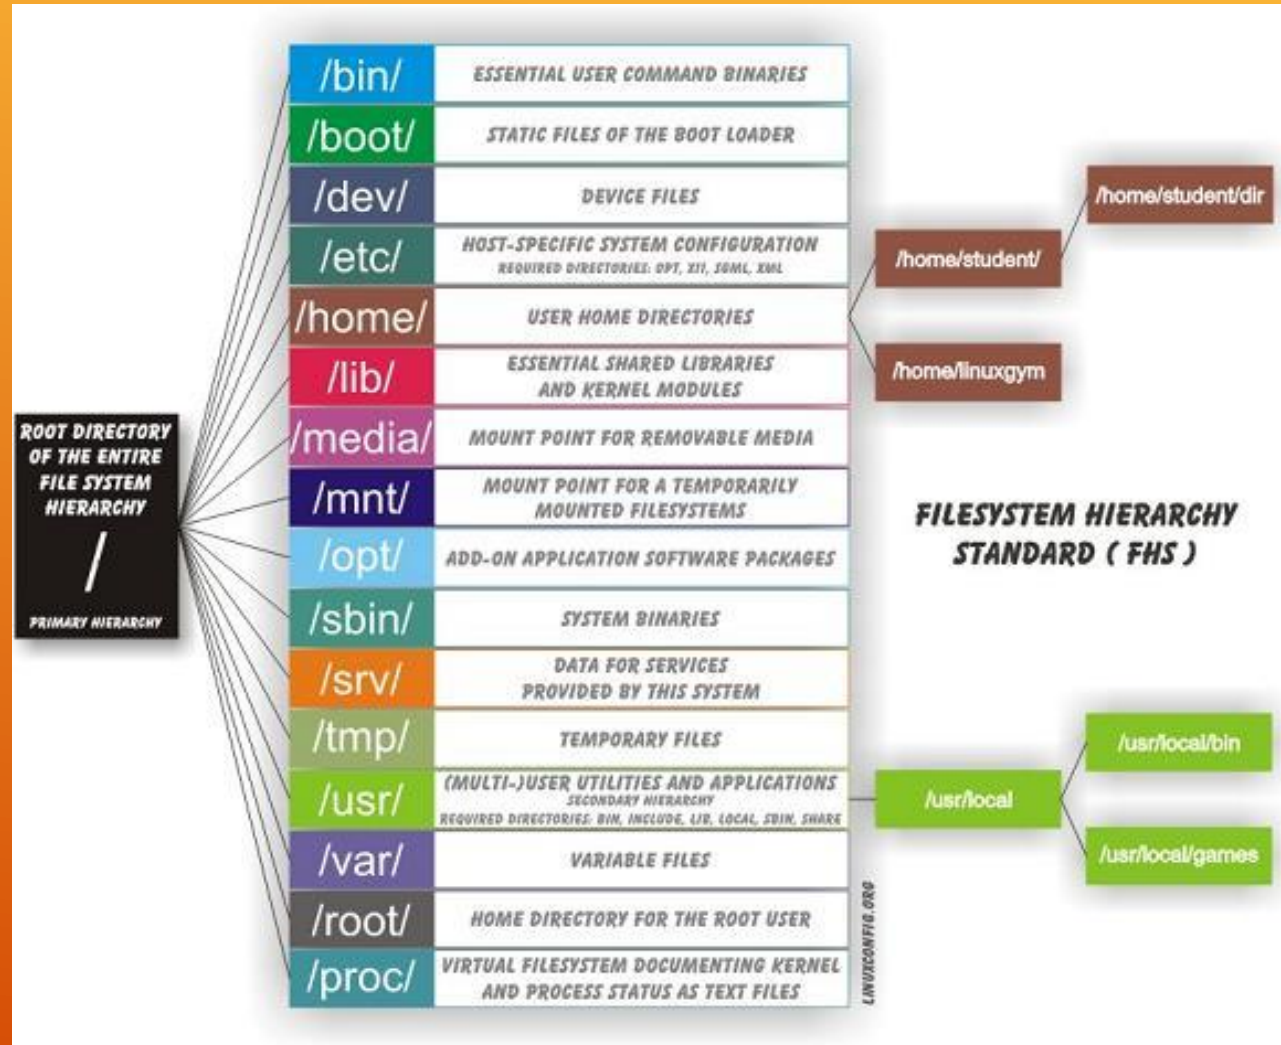 ROOT DIRECTORY
OF THE ENTIRE
FILE SYSTEM
HIERARCHY
/
PRIMARY HIERARCHY
/bin/
ESSENTIAL USER COMMAND BINARIES
/boot/
STATIC FILES OF THE BOOT LOADER
/dev/
DEVICE FILES
/etc/
HOST-SPECIFIC SYSTEM CONFIGURATION
REQUIRED DIRECTORIES: OPT, X11, SGML, XML
/home/
USER HOME DIRECTORIES
/lib/
ESSENTIAL SHARED LIBRARIES
AND KERNEL MODULES
/media/
MOUNT POINT FOR REMOVABLE MEDIA
/mnt/
MOUNT POINT FOR A TEMPORARILY
MOUNTED FILESYSTEMS
/opt/
ADD-ON APPLICATION SOFTWARE PACKAGES
/sbin/
SYSTEM BINARIES
/srv/
DATA FOR SERVICES
PROVIDED BY THIS SYSTEM
/tmp/
TEMPORARY FILES
/usr/
(MULTI-)USER UTILITIES AND APPLICATIONS
SECONDARY HIERARCHY
REQUIRED DIRECTORIES: BIN, INCLUDE, LIB, LOCAL, SBIN, SHARE
/var/
VARIABLE FILES
/root/
HOME DIRECTORY FOR THE ROOT USER
/proc/
VIRTUAL FILESYSTEM DOCUMENTING KERNEL
AND PROCESS STATUS AS TEXT FILES
/home/student/
/home/student/dir
/home/linuxgym
FILESYSTEM HIERARCHY
STANDARD ( FHS )
/usr/local
/usr/local/bin
/usr/local/games
LINUXCONFIG.ORG